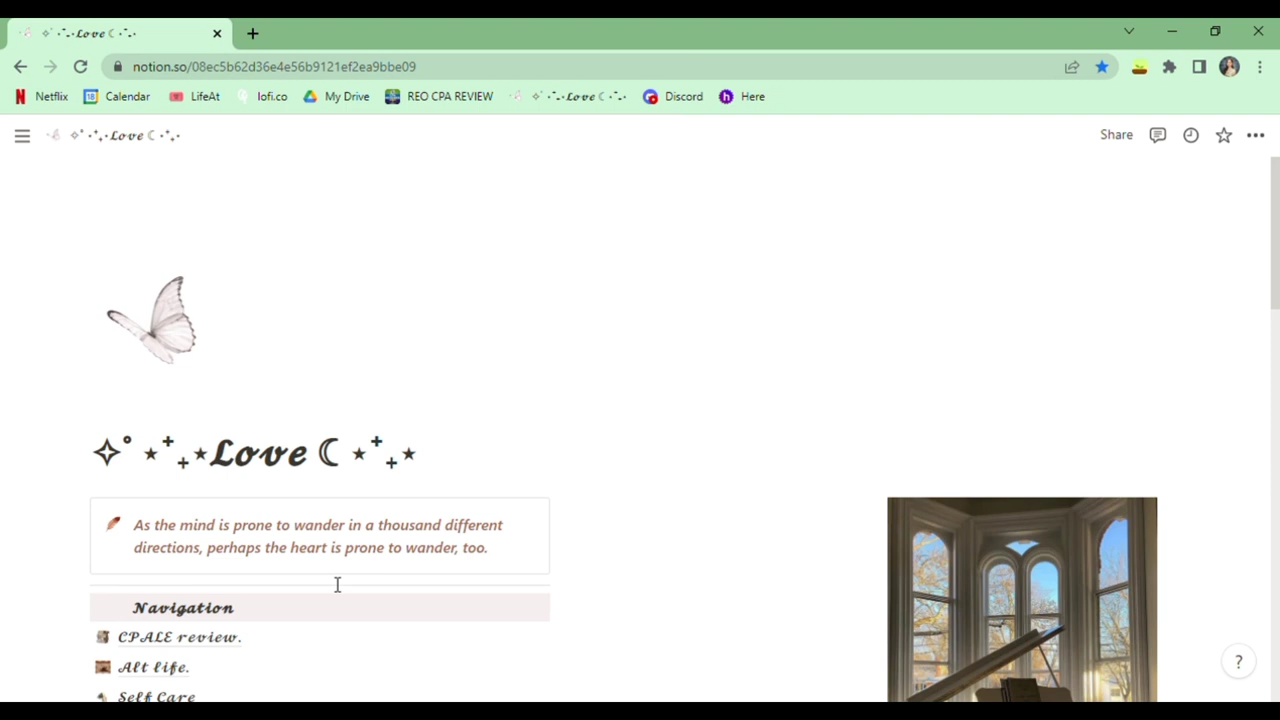 ✧˚ ⋆⁺₊⋆𝓛𝓸𝓿𝓮 ☾⋆⁺₊⋆
notion.so/08ec5b62d36e4e56b9121ef2ea9bbe09
Netflix Calendar LifeAt lofi.co My Drive REO CPA REVIEW ✧˚ ⋆⁺₊⋆𝓛𝓸𝓿𝓮 ☾⋆⁺₊⋆ Discord Here
✧˚ ⋆⁺₊⋆𝓛𝓸𝓿𝓮 ☾⋆⁺₊⋆ Share
✧˚ ⋆⁺₊⋆𝓛𝓸𝓿𝓮 ☾⋆⁺₊⋆
As the mind is prone to wander in a thousand different
directions, perhaps the heart is prone to wander, too.
𝓝𝓪𝓿𝓲𝓰𝓪𝓽𝓲𝓸𝓷
𝓒𝓟𝓐𝓛𝓔 𝓻𝓮𝓿𝓲𝓮𝔀.
𝓐𝓵𝓽 𝓵𝓲𝓯𝓮.
𝓢𝓮𝓵𝓯 𝓒𝓪𝓻𝓮
?